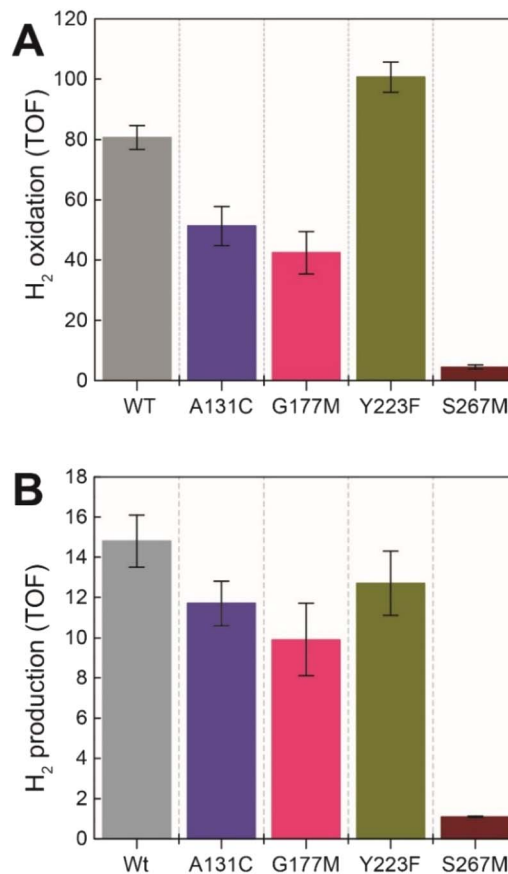 A
H2 oxidation (TOF)
120
100
80
60
40
20
0
WT A131C G177M Y223F S267M
B
H2 production (TOF)
18
16
14
12
10
8
6
4
2
0
Wt A131C G177M Y223F S267M